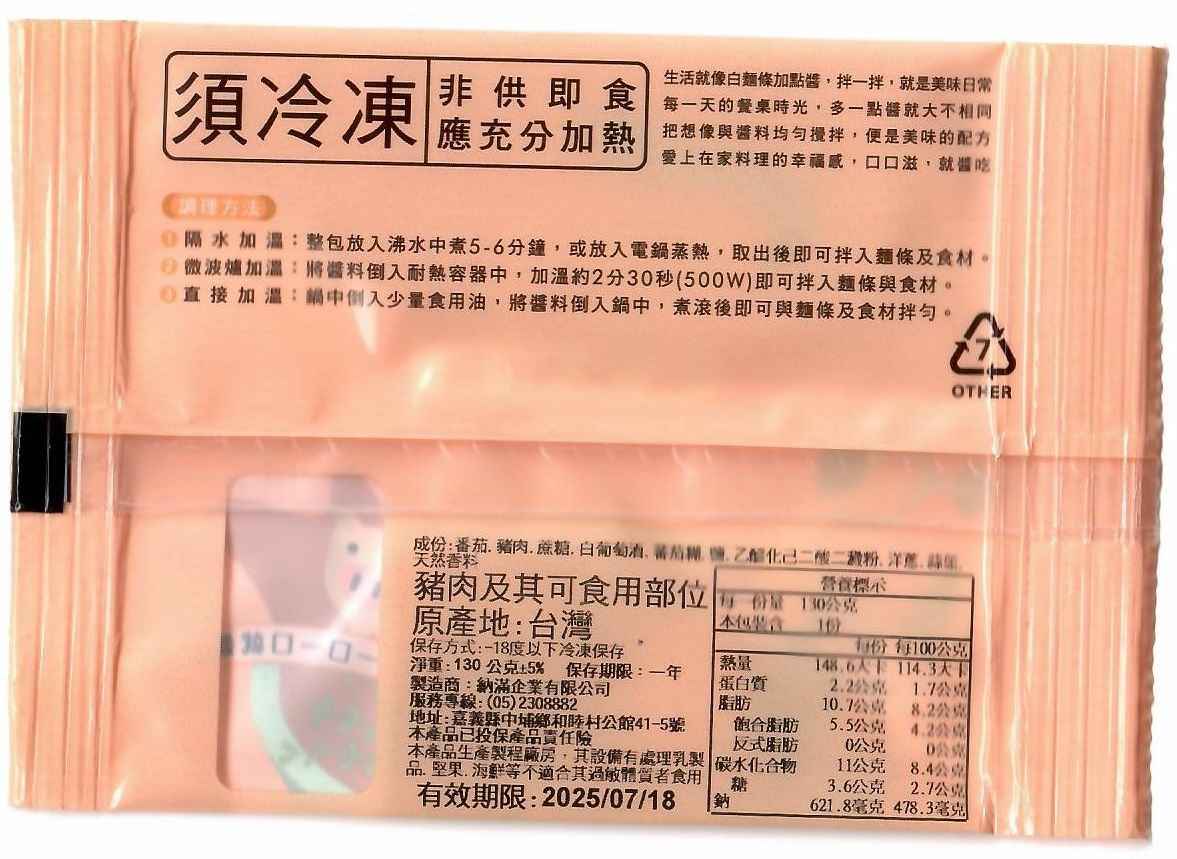 須冷凍
非供即食
應充分加熱
生活就像白麵條加點醬，拌一拌，就是美味日常
每一天的餐桌時光，多一點醬就大不相同
把想像與醬料均勻攪拌，便是美味的配方
愛上在家料理的幸福感，口口滋，就醬吃
調理方法
1 隔水加溫：整包放入沸水中煮5-6分鐘，或放入電鍋蒸熱，取出後即可拌入麵條及食材。
2 微波爐加溫：將醬料倒入耐熱容器中，加溫約2分30秒(500W)即可拌入麵條與食材。
3 直接加溫：鍋中倒入少量食用油，將醬料倒入鍋中，煮滾後即可與麵條及食材拌勻。
7
OTHER
成份:番茄. 豬肉. 蔗糖. 白葡萄酒. 蕃茄糊. 鹽. 乙醯化己二酸二澱粉. 洋蔥.
天然香料
豬肉及其可食用部位
原產地:台灣
保存方式:-18度以下冷凍保存
淨重:130 公克±5% 保存期限：一年
製造商：納滿企業有限公司
服務專線:(05)2308882
地址:嘉義縣中埔鄉和睦村公館41-5號
本產品已投保產品責任險
本產品生產製程廠房，其設備有處理乳製
品. 堅果. 海鮮等不適合其過敏體質者食用
有效期限:2025/07/18
營養標示
每一份量 130公克
本包裝含 1份
每份 每100公克
熱量 148.6大卡 114.3大卡
蛋白質 2.2公克 1.7公克
脂肪 10.7公克 8.2公克
飽合脂肪 5.5公克 4.2公克
反式脂肪 0公克 0公克
碳水化合物 11公克 8.4公克
糖 3.6公克 2.7公克
鈉 621.8毫克 478.3毫克